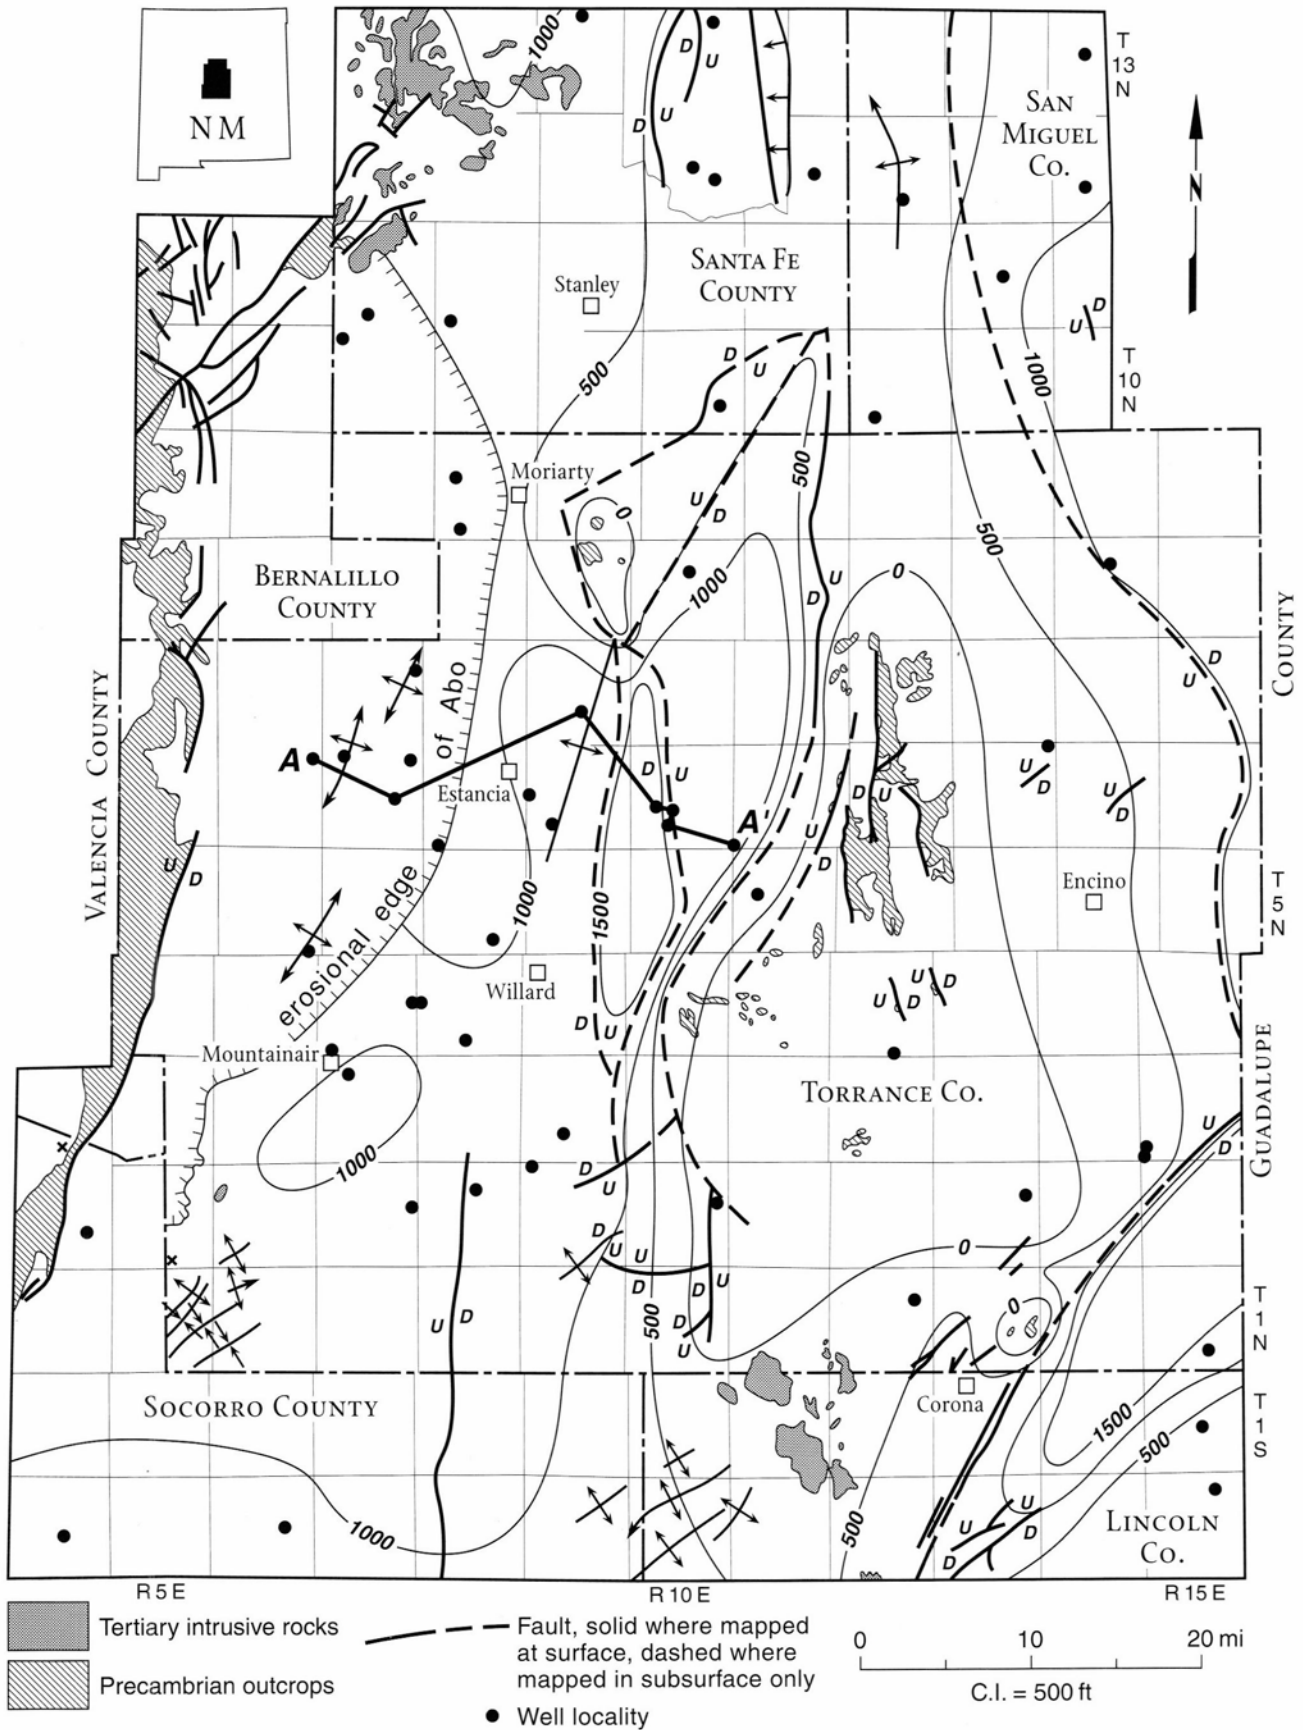 NM
1000
D
U
U
D
T
13
N
SAN
MIGUEL
CO.
N
SANTA FE
COUNTY
Stanley
D
U
T
10
N
500
1000
D
U
Moriarty
500
U
D
0
500
BERNALILLO
COUNTY
1000
U
D
0
COUNTY
D
U
VALENCIA COUNTY
erosional edge of Abo
A
A'
Estancia
D
U
D
U
U
D
U
D
U
D
U
D
Encino
T
5
N
1000
1500
Willard
D
U
U
D
U
D
Mountainair
TORRANCE CO.
GUADALUPE
1000
U
D
D
U
D
U
U
D
D
U
D
U
0
0
U
D
500
T
1
N
SOCORRO COUNTY
Corona
T
1
S
1500
500
1000
500
U
U
D
D
LINCOLN
CO.
R 5 E
R 10 E
R 15 E
Tertiary intrusive rocks
Precambrian outcrops
Fault, solid where mapped
at surface, dashed where
mapped in subsurface only
Well locality
0
10
20 mi
C.I. = 500 ft